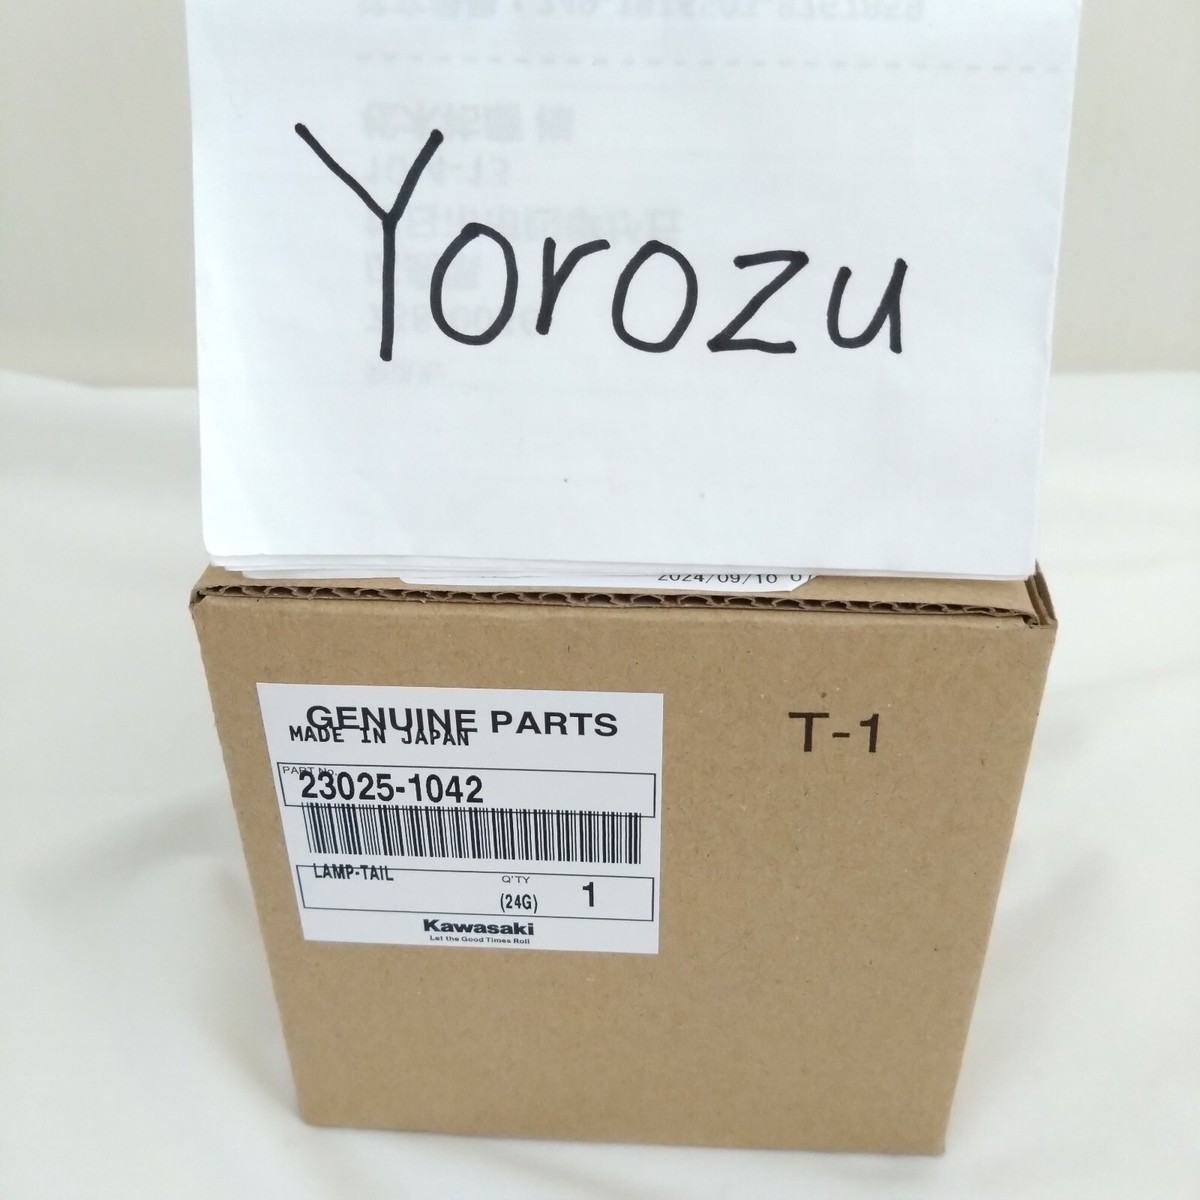 Yorozu
2024/09/10 07
GENUINE PARTS
MADE IN JAPAN
T-1
PART No.
23025-1042
LAMP-TAIL
Q'TY
(24G)
1
Kawasaki
Let the Good Times Roll